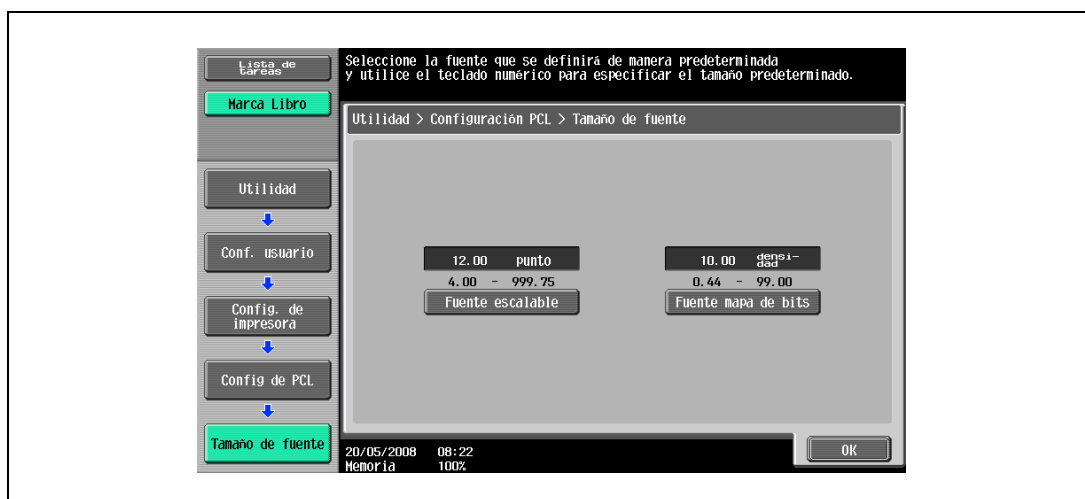 Lista de
tareas
Marca Libro
Utilidad
Conf. usuario
Config. de
impresora
Config de PCL
Tamaño de fuente
Seleccione la fuente que se definirá de manera predeterminada
y utilice el teclado numérico para especificar el tamaño predeterminado.
Utilidad > Configuración PCL > Tamaño de fuente
12.00 punto
4.00 - 999.75
Fuente escalable
10.00 densi-
dad
0.44 - 99.00
Fuente mapa de bits
20/05/2008 08:22
Memoria 100%
OK